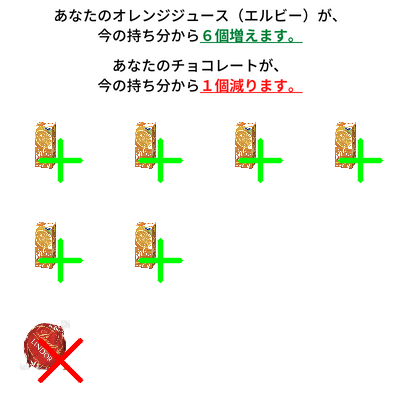 あなたのオレンジジュース（エルビー）が、
今の持ち分から６個増えます。
あなたのチョコレートが、
今の持ち分から１個減ります。
LINDOR